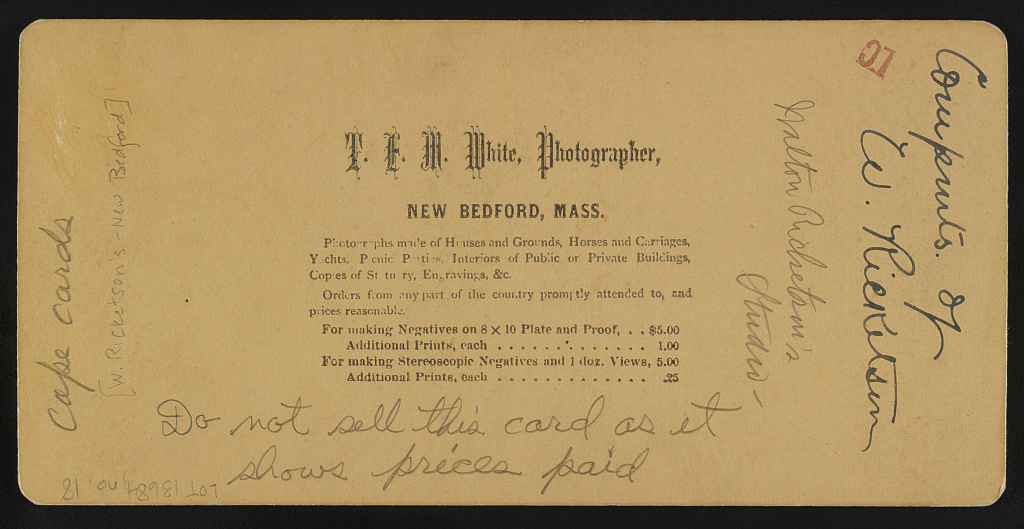 T. E. M. White, Photographer,
NEW BEDFORD, MASS.
Photographs made of Houses and Grounds, Horses and Carriages,
Yachts, Picnic Parties, Interiors of Public or Private Buildings,
Copies of Statuary, Engravings, &c.
Orders from any part of the country promptly attended to, and
prices reasonable.
For making Negatives on 8 X 10 Plate and Proof, . . $5.00
Additional Prints, each . . . . . . . . . . . . 1.00
For making Stereoscopic Negatives and 1 doz. Views, 5.00
Additional Prints, each . . . . . . . . . . . . .25
Do not sell this card as it
shows prices paid
Cape cards
[W. Ricketson's - New Bedford]
LOT 13687, no. 18
Walton Ricketson's
Studio -
LC
Compmts. of
W. Ricketson